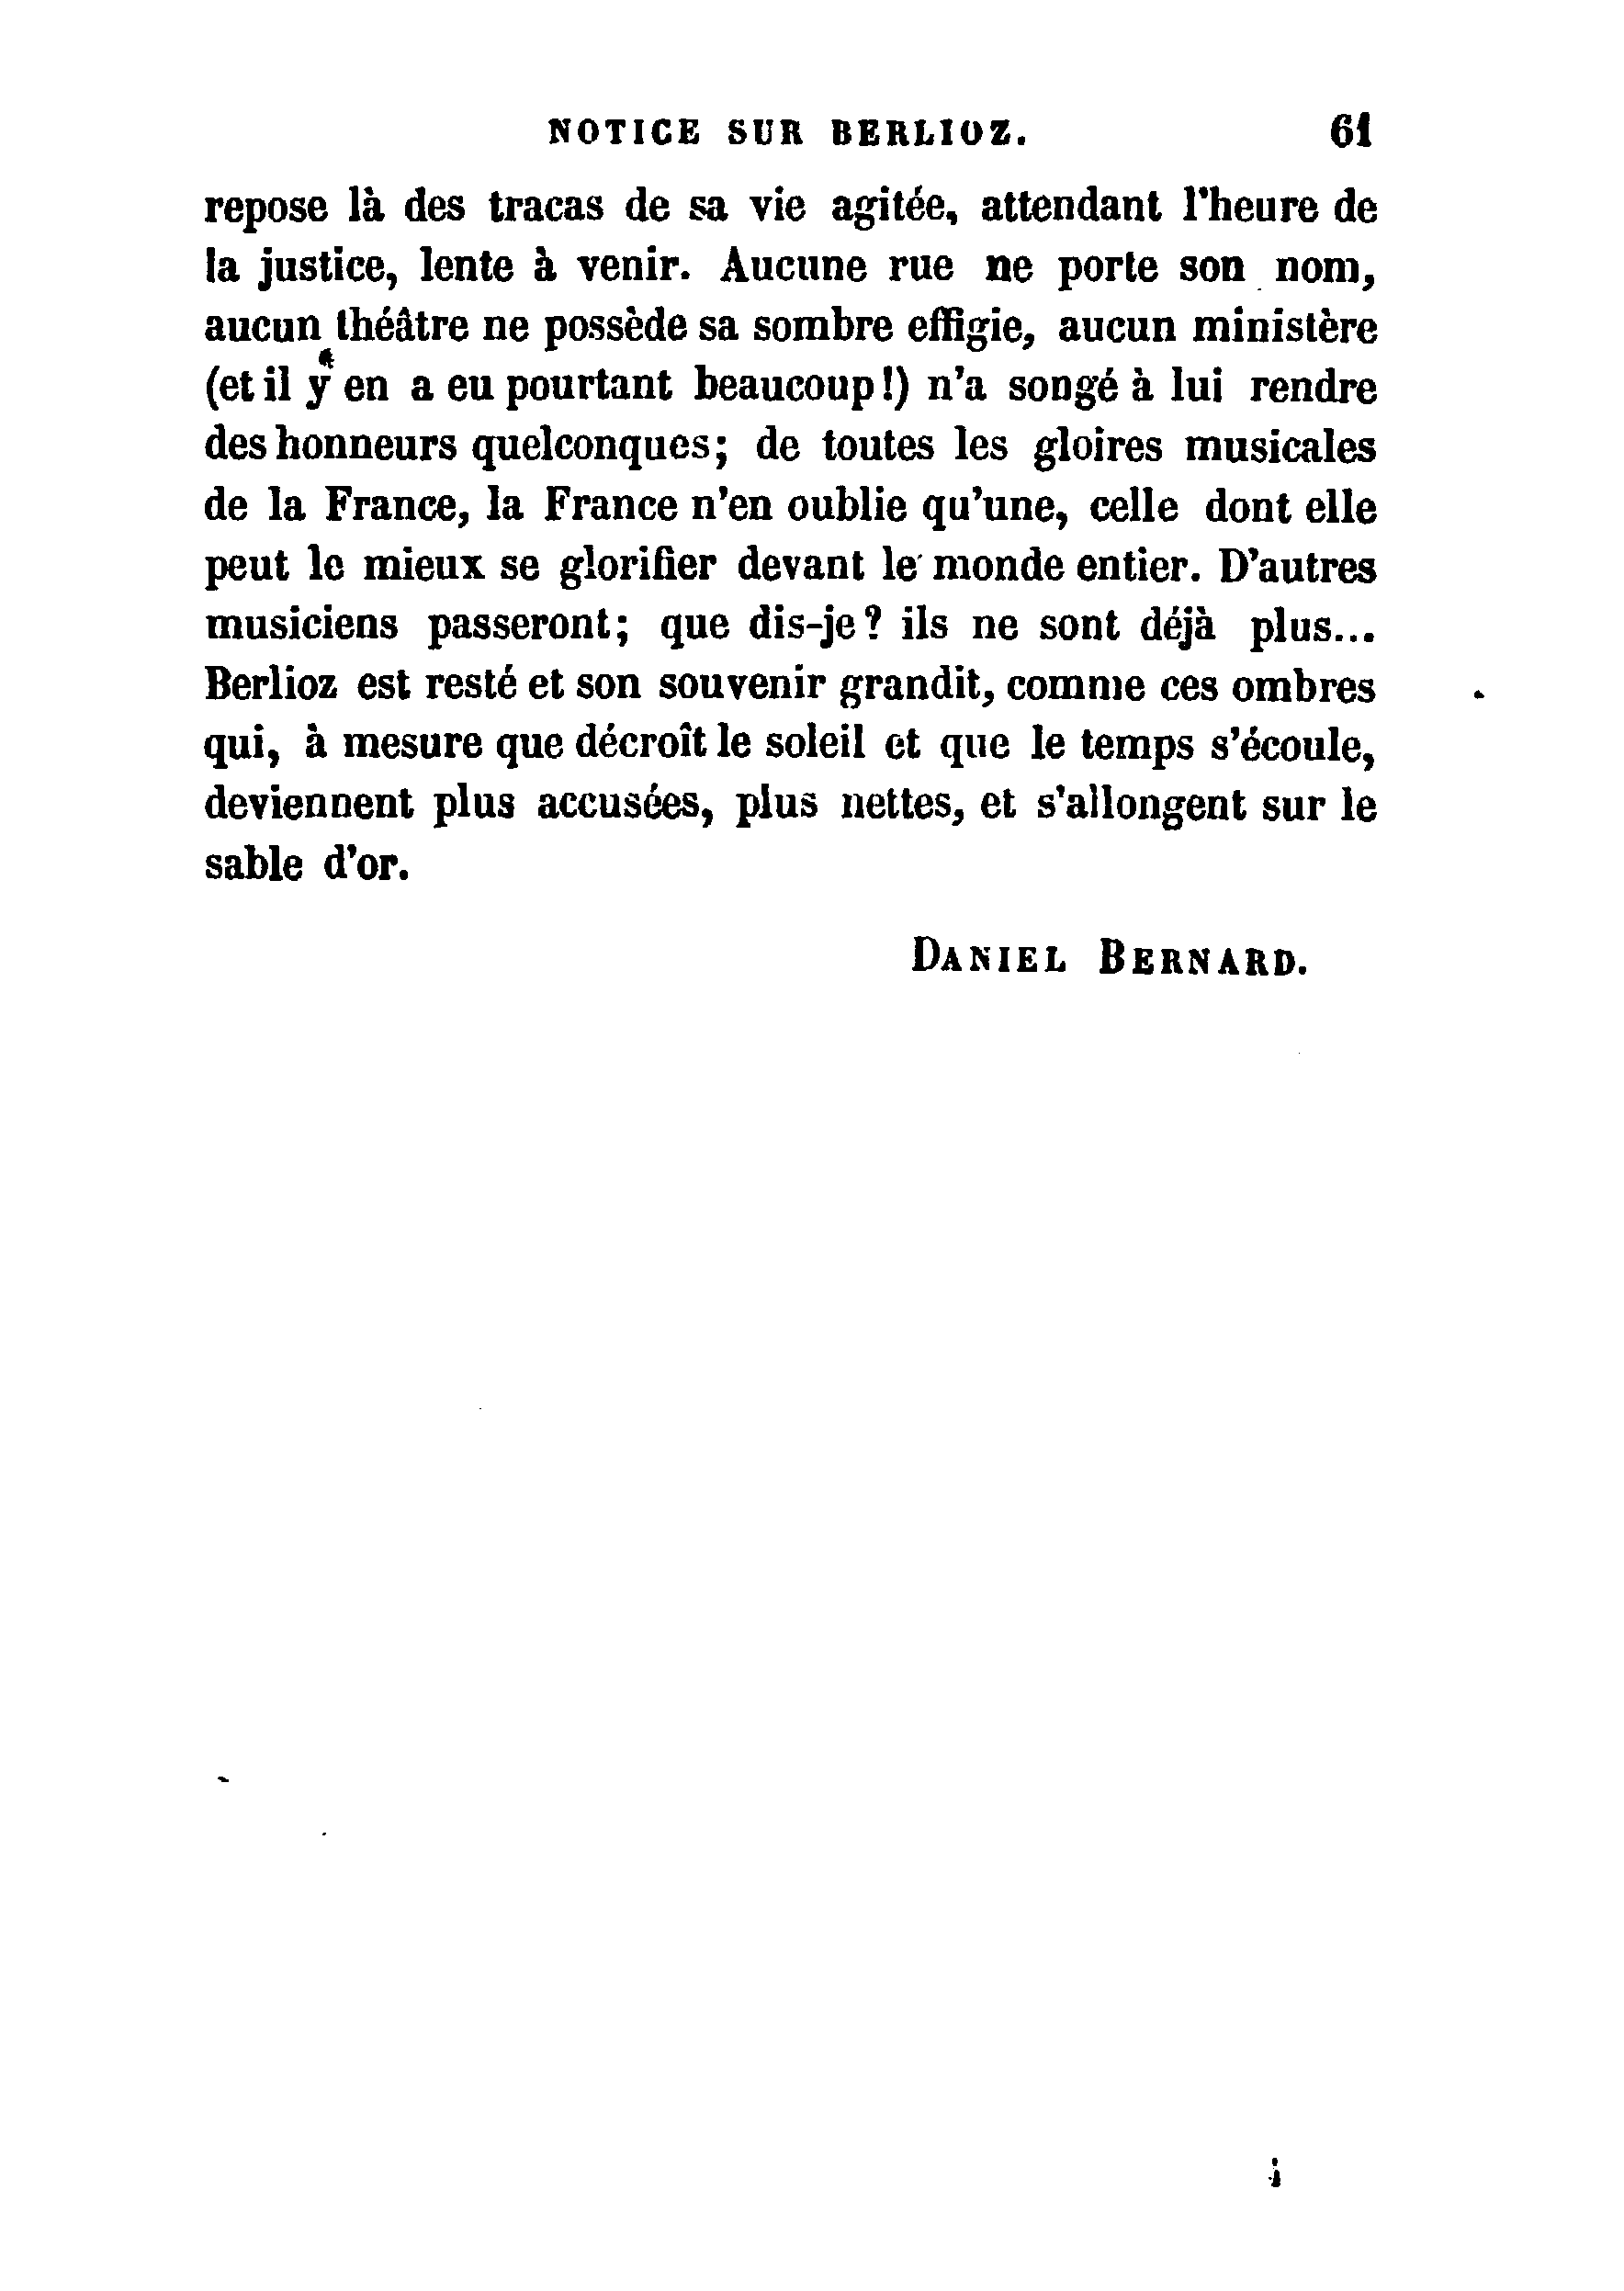 NOTICE SUR BERLIOZ. 61
repose là des tracas de sa vie agitée, attendant l'heure de
la justice, lente à venir. Aucune rue ne porte son nom,
aucun théâtre ne possède sa sombre effigie, aucun ministère
(et il y en a eu pourtant beaucoup!) n'a songé à lui rendre
des honneurs quelconques; de toutes les gloires musicales
de la France, la France n'en oublie qu'une, celle dont elle
peut le mieux se glorifier devant le monde entier. D'autres
musiciens passeront; que dis-je? ils ne sont déjà plus...
Berlioz est resté et son souvenir grandit, comme ces ombres
qui, à mesure que décroît le soleil et que le temps s'écoule,
deviennent plus accusées, plus nettes, et s'allongent sur le
sable d'or.
DANIEL BERNARD.